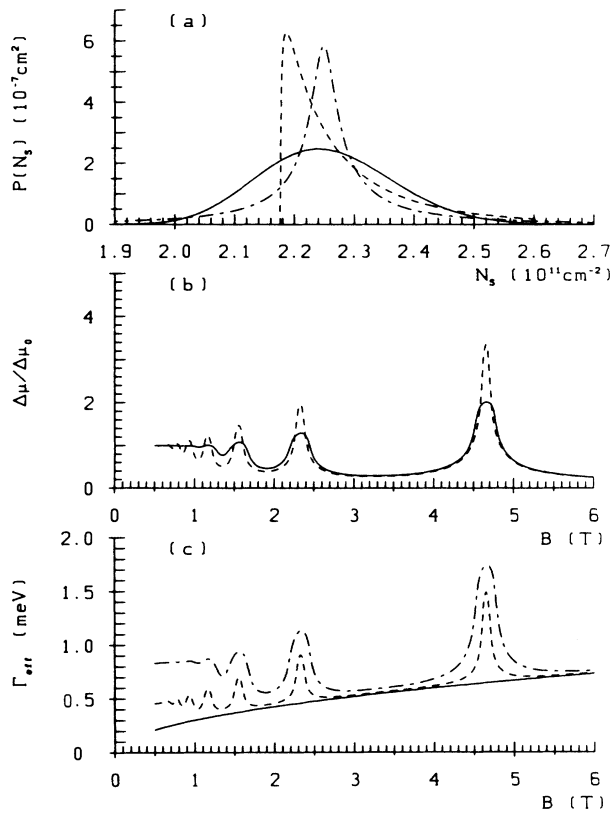 (a)
P(N_s) (10^-7 cm^2)
6
4
2
0
1.9 2.0 2.1 2.2 2.3 2.4 2.5 2.6 2.7
N_s (10^11 cm^-2)
(b)
Δμ/Δμ_0
4
2
0
0 1 2 3 4 5 6
B (T)
(c)
Γ_eff (meV)
2.0
1.5
1.0
0.5
0
0 1 2 3 4 5 6
B (T)